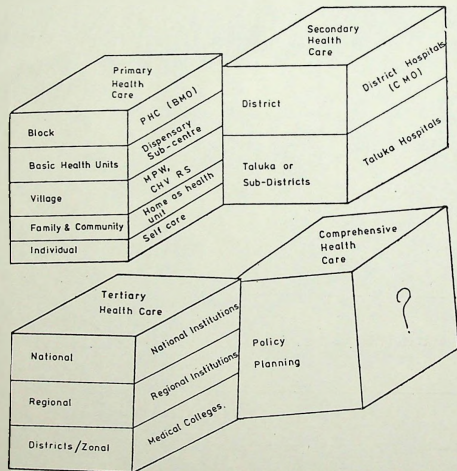 Primary
Health
Care
Block
Basic Health Units
Village
Family & Community
Individual
PHC (BMO)
Dispensary
Sub-centre
MPW,
CHV RS
Home as health
unit
Self care
Secondary
Health
Care
District
Taluka or
Sub-Districts
District Hospitals
(CMO)
Taluka Hospitals
Tertiary
Health Care
National
Regional
Districts/Zonal
National Institutions
Regional Institutions
Medical Colleges.
Comprehensive
Health
Care
Policy
Planning
?